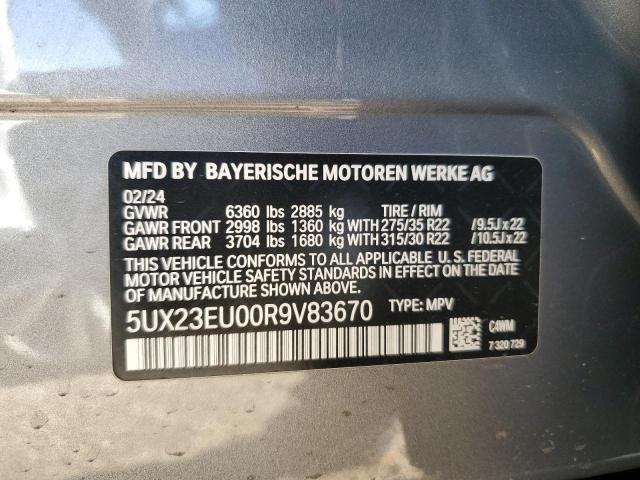 MFD BY BAYERISCHE MOTOREN WERKE AG
02/24
GVWR 6360 lbs 2885 kg TIRE / RIM
GAWR FRONT 2998 lbs 1360 kg WITH 275/35 R22 /9.5J x 22
GAWR REAR 3704 lbs 1680 kg WITH 315/30 R22 /10.5J x 22
THIS VEHICLE CONFORMS TO ALL APPLICABLE U. S. FEDERAL
MOTOR VEHICLE SAFETY STANDARDS IN EFFECT ON THE DATE OF
MANUFACTURE SHOWN ABOVE.
5UX23EU00R9V83670 TYPE: MPV
C4WM
7 320 729